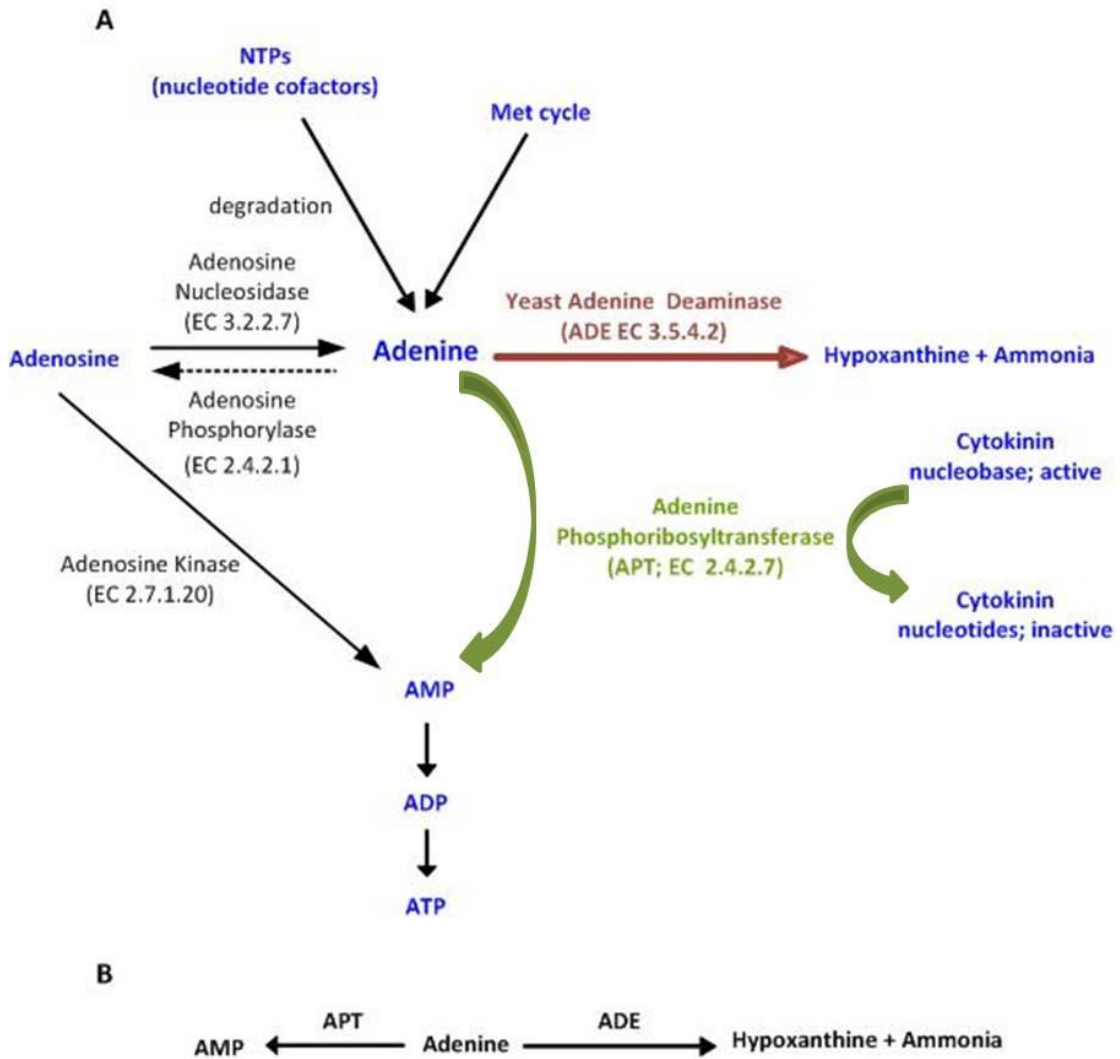 A
NTPs
(nucleotide cofactors)
Met cycle
degradation
Adenosine
Nucleosidase
(EC 3.2.2.7)
Yeast Adenine Deaminase
(ADE EC 3.5.4.2)
Adenosine
Adenine
Hypoxanthine + Ammonia
Adenosine
Phosphorylase
(EC 2.4.2.1)
Cytokinin
nucleobase; active
Adenine
Phosphoribosyltransferase
(APT; EC 2.4.2.7)
Adenosine Kinase
(EC 2.7.1.20)
Cytokinin
nucleotides; inactive
AMP
ADP
ATP
B
APT
ADE
AMP
Adenine
Hypoxanthine + Ammonia